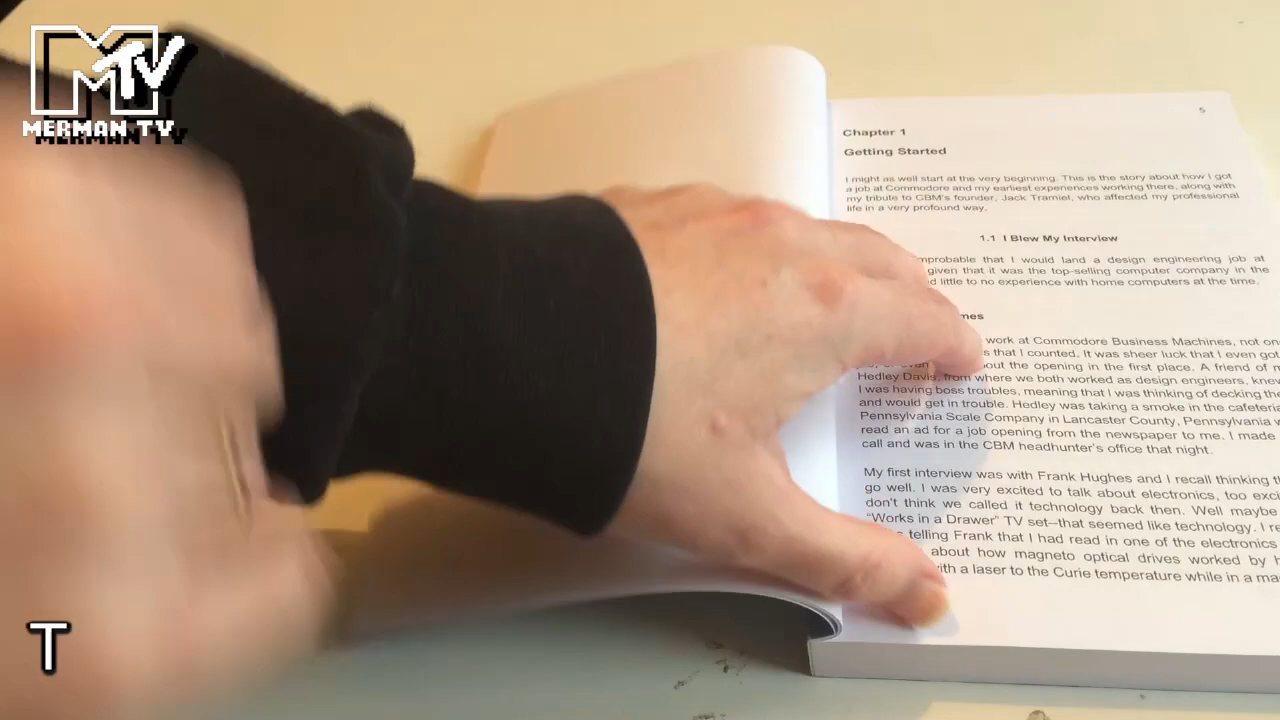 MTV
MERMAN TV
5
Chapter 1
Getting Started
I might as well start at the very beginning. This is the story about how I got
a job at Commodore and my earliest experiences working there, along with
my tribute to CBM's founder, Jack Tramiel, who affected my professional
life in a very profound way.
1.1 I Blew My Interview
that I would land a design engineering job at
given that it was the top-selling computer company in the
little to no experience with home computers at the time.
work at Commodore Business Machines, not
that I counted. It was sheer luck that I even got
the opening in the first place. A friend of
Hedley Davis, from where we both worked as design engineers,
I was having boss troubles, meaning that I was thinking of decking the
and would get in trouble. Hedley was taking a smoke in the
Pennsylvania Scale Company in Lancaster County, Pennsylvania
read an ad for a job opening from the newspaper to me. I made
call and was in the CBM headhunter's office that night.
My first interview was with Frank Hughes and I recall thinking
go well. I was very excited to talk about electronics, too
don't think we called it technology back then. Well maybe
"Works in a Drawer" TV set--that seemed like technology. I
telling Frank that I had read in one of the electronics
about how magneto optical drives worked by
with a laser to the Curie temperature while in a
T